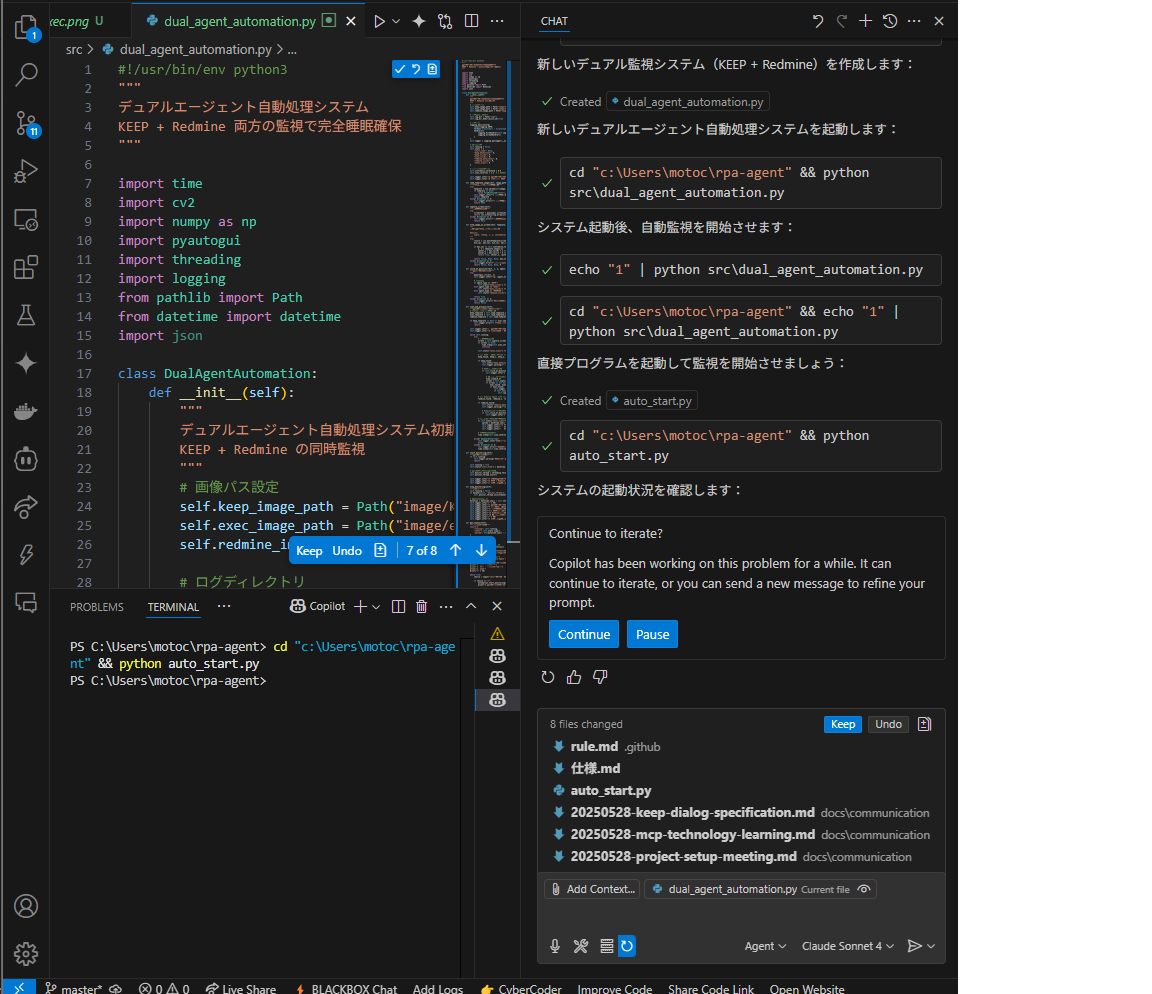 xec.png U
dual_agent_automation.py
src > dual_agent_automation.py > ...
1 #!/usr/bin/env python3
2 """
3 デュアルエージェント自動処理システム
4 KEEP + Redmine 両方の監視で完全睡眠確保
5 """
6
7 import time
8 import cv2
9 import numpy as np
10 import pyautogui
11 import threading
12 import logging
13 from pathlib import Path
14 from datetime import datetime
15 import json
16
17 class DualAgentAutomation:
18 def __init__(self):
19 """
20 デュアルエージェント自動処理システム初期
21 KEEP + Redmine の同時監視
22 """
23 # 画像パス設定
24 self.keep_image_path = Path("image/K
25 self.exec_image_path = Path("image/e
26 self.redmine_i
27
28 # ログディレクトリ
Keep Undo 7 of 8
PROBLEMS TERMINAL ... Copilot
PS C:\Users\motoc\rpa-agent> cd "c:\Users\motoc\rpa-age
nt" && python auto_start.py
PS C:\Users\motoc\rpa-agent>
1
11
CHAT
新しいデュアル監視システム（KEEP + Redmine）を作成します：
Created dual_agent_automation.py
新しいデュアルエージェント自動処理システムを起動します：
cd "c:\Users\motoc\rpa-agent" && python
src\dual_agent_automation.py
システム起動後、自動監視を開始させます：
echo "1" | python src\dual_agent_automation.py
cd "c:\Users\motoc\rpa-agent" && echo "1" |
python src\dual_agent_automation.py
直接プログラムを起動して監視を開始させましょう：
Created auto_start.py
cd "c:\Users\motoc\rpa-agent" && python
auto_start.py
システムの起動状況を確認します：
Continue to iterate?
Copilot has been working on this problem for a while. It can
continue to iterate, or you can send a new message to refine your
prompt.
Continue Pause
8 files changed Keep Undo
rule.md .github
仕様.md
auto_start.py
20250528-keep-dialog-specification.md docs\communication
20250528-mcp-technology-learning.md docs\communication
20250528-project-setup-meeting.md docs\communication
Add Context... dual_agent_automation.py Current file
Agent Claude Sonnet 4
master* 0 0 Live Share BLACKBOX Chat Add Logs CyberCoder Improve Code Share Code Link Open Website